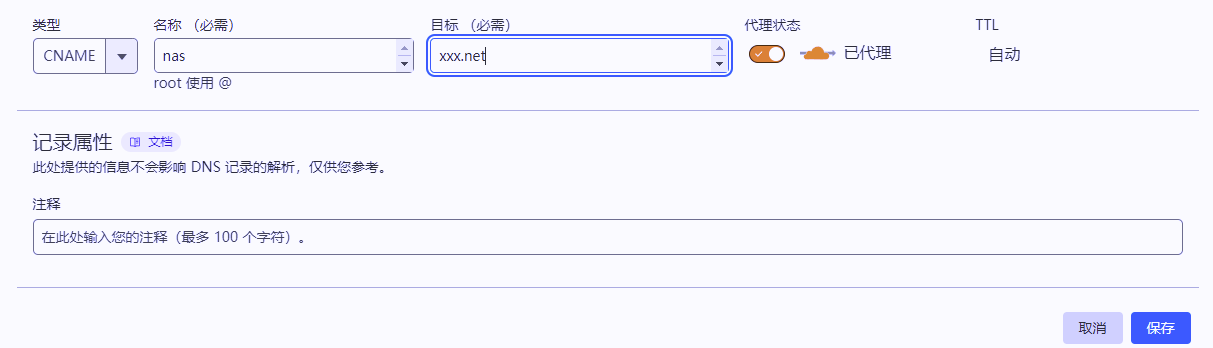 类型 名称 （必需） 目标 （必需） 代理状态 TTL
CNAME nas xxx.net 已代理 自动
root 使用 @
记录属性 文档
此处提供的信息不会影响 DNS 记录的解析，仅供您参考。
注释
在此处输入您的注释（最多 100 个字符）。
取消 保存